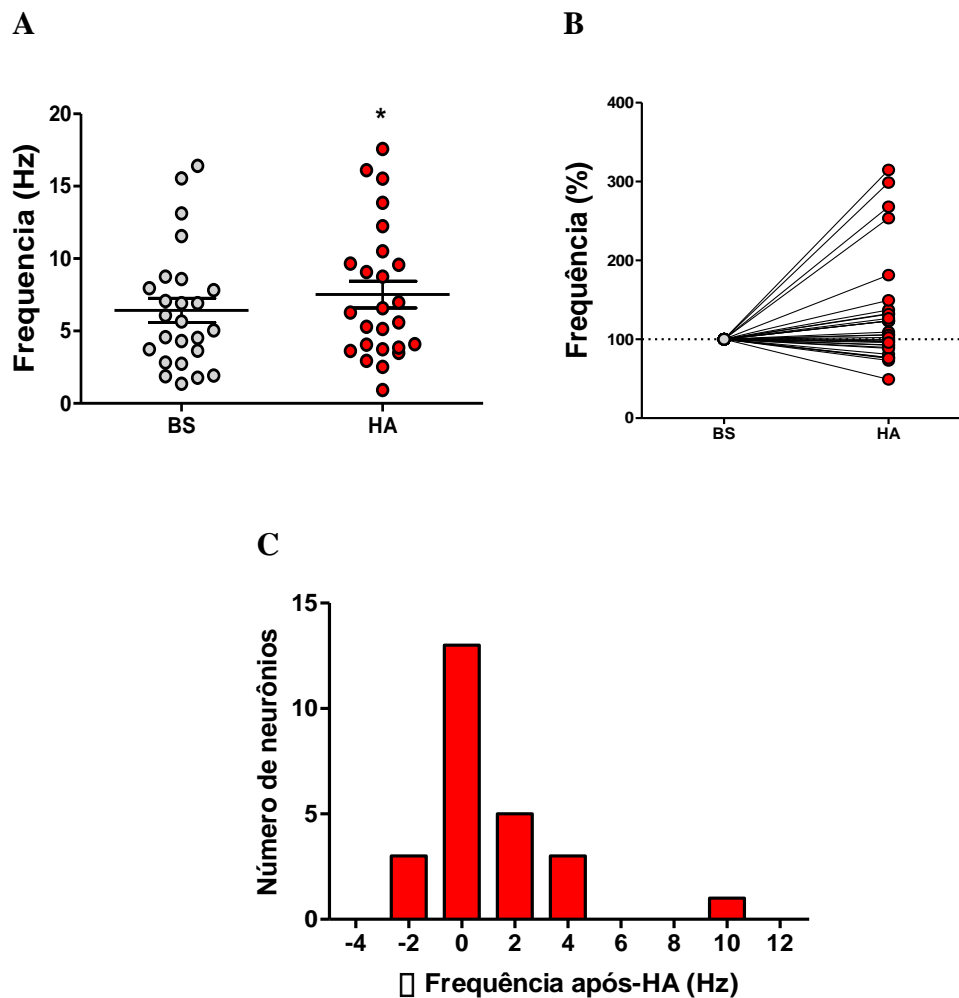 A
B
Frequencia (Hz)
20
15
10
5
0
*
BS
HA
Frequência (%)
400
300
200
100
0
BS
HA
C
Número de neurônios
15
10
5
0
-4 -2 0 2 4 6 8 10 12
▯ Frequência após-HA (Hz)